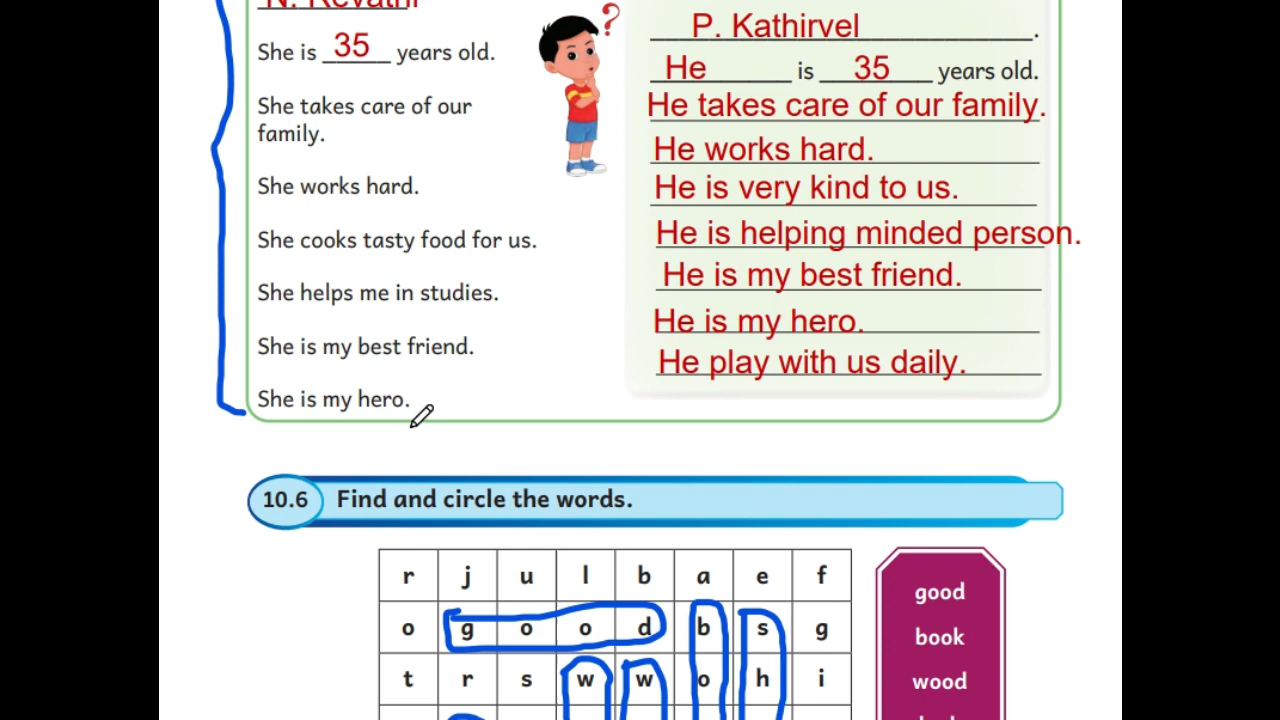 N. Revathi
She is 35 years old.
She takes care of our
family.
She works hard.
She cooks tasty food for us.
She helps me in studies.
She is my best friend.
She is my hero.
?
P. Kathirvel.
He is 35 years old.
He takes care of our family.
He works hard.
He is very kind to us.
He is helping minded person.
He is my best friend.
He is my hero.
He play with us daily.
10.6 Find and circle the words.
r j u l b a e f
o g o o d b s g
t r s w w o h i
good
book
wood